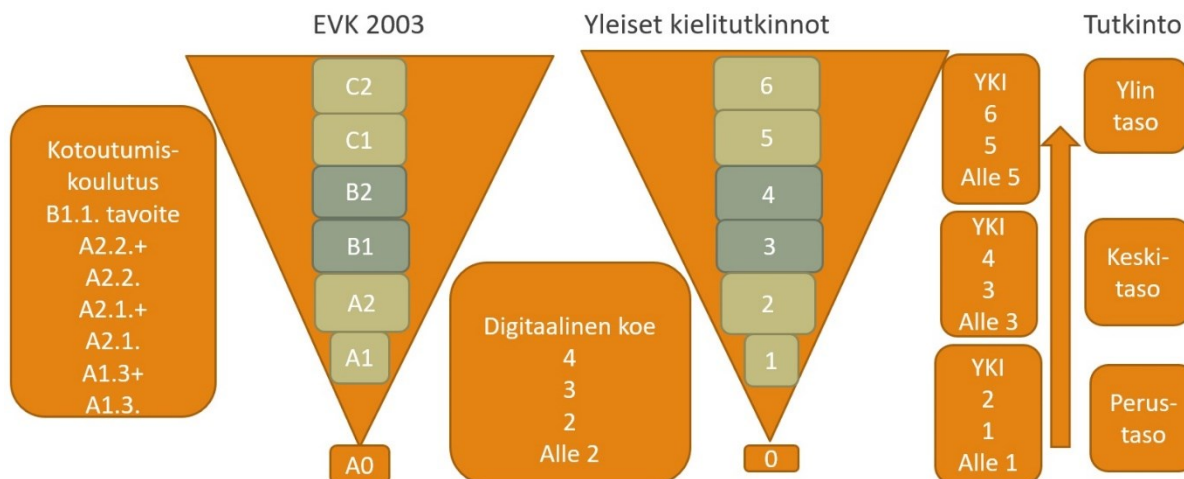 EVK 2003
Yleiset kielitutkinnot
Tutkinto
Kotoutumis-
koulutus
B1.1. tavoite
A2.2.+
A2.2.
A2.1.+
A2.1.
A1.3+
A1.3.
C2
C1
B2
B1
A2
A1
A0
Digitaalinen koe
4
3
2
Alle 2
6
5
4
3
2
1
0
YKI
6
5
Alle 5
YKI
4
3
Alle 3
YKI
2
1
Alle 1
Ylin
taso
Keski-
taso
Perus-
taso